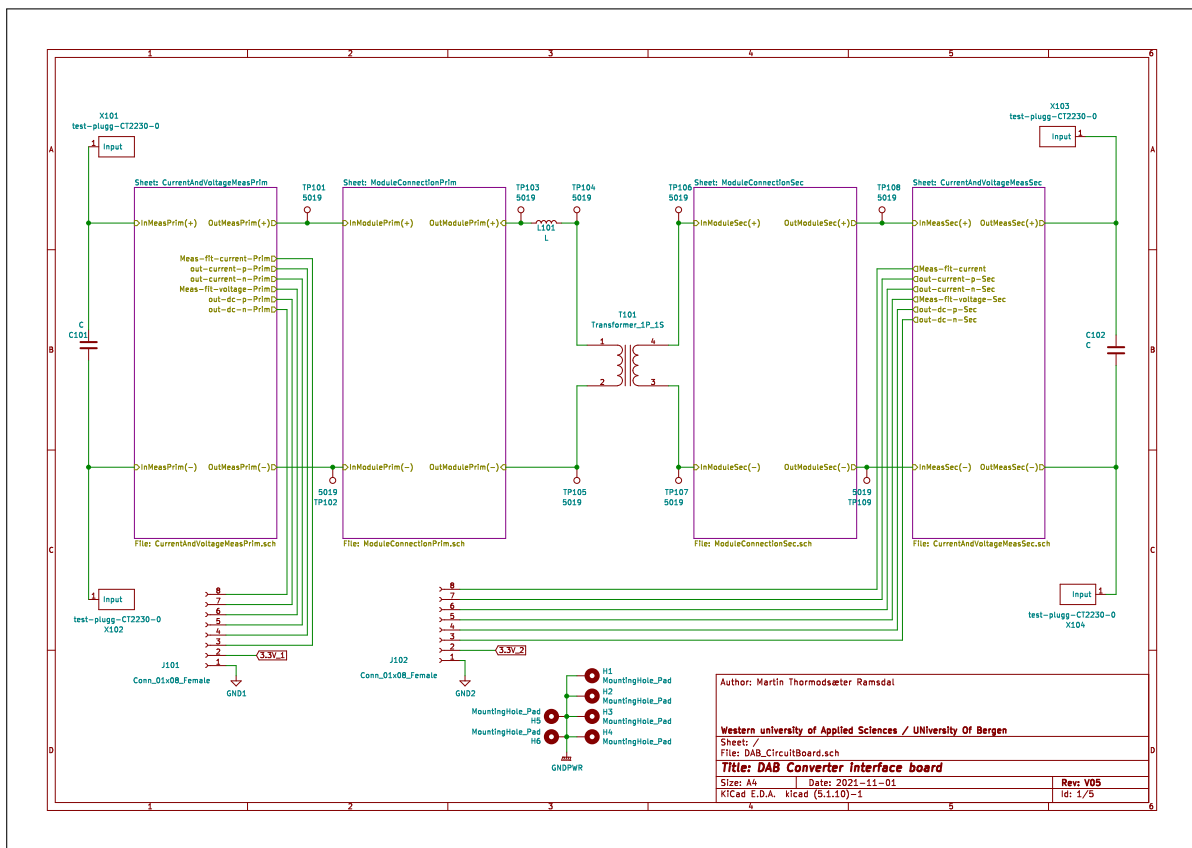 1 2 3 4 5 6
X101
test-plugg-CT2230-0
1 Input
X103
test-plugg-CT2230-0
Input 1
A A
Sheet: CurrentAndVoltageMeasPrim
Sheet: ModuleConnectionPrim
Sheet: ModuleConnectionSec
Sheet: CurrentAndVoltageMeasSec
TP101
5019
TP103
5019
TP104
5019
TP106
5019
TP108
5019
InMeasPrim(+) OutMeasPrim(+)
InModulePrim(+) OutModulePrim(+)
L101
L
InModuleSec(+) OutModuleSec(+)
InMeasSec(+) OutMeasSec(+)
Meas-fit-current-Prim
out-current-p-Prim
out-current-n-Prim
Meas-fit-voltage-Prim
out-dc-p-Prim
out-dc-n-Prim
Meas-fit-current
out-current-p-Sec
out-current-n-Sec
Meas-fit-voltage-Sec
out-dc-p-Sec
out-dc-n-Sec
T101
Transformer_1P_1S
1 4
2 3
C
C101
C102
C
B B
InMeasPrim(-) OutMeasPrim(-)
InModulePrim(-) OutModulePrim(-)
InModuleSec(-) OutModuleSec(-)
InMeasSec(-) OutMeasSec(-)
5019
TP102
TP105
5019
TP107
5019
5019
TP109
File: CurrentAndVoltageMeasPrim.sch
File: ModuleConnectionPrim.sch
File: ModuleConnectionSec.sch
File: CurrentAndVoltageMeasSec.sch
C C
1 Input
test-plugg-CT2230-0
X102
Input 1
test-plugg-CT2230-0
X104
8
7
6
5
4
3
2 3.3V_1
1
J101
Conn_01x08_Female
GND1
8
7
6
5
4
3
2 3.3V_2
1
J102
Conn_01x08_Female
GND2
H1
MountingHole_Pad
H2
MountingHole_Pad
MountingHole_Pad
H5
H3
MountingHole_Pad
MountingHole_Pad
H6
H4
MountingHole_Pad
GNDPWR
D D
Author: Martin Thormodsæter Ramsdal
Western university of Applied Sciences / UNiversity Of Bergen
Sheet: /
File: DAB_CircuitBoard.sch
Title: DAB Converter interface board
Size: A4 Date: 2021-11-01 Rev: V05
KiCad E.D.A. kicad (5.1.10)-1 Id: 1/5
1 2 3 4 5 6